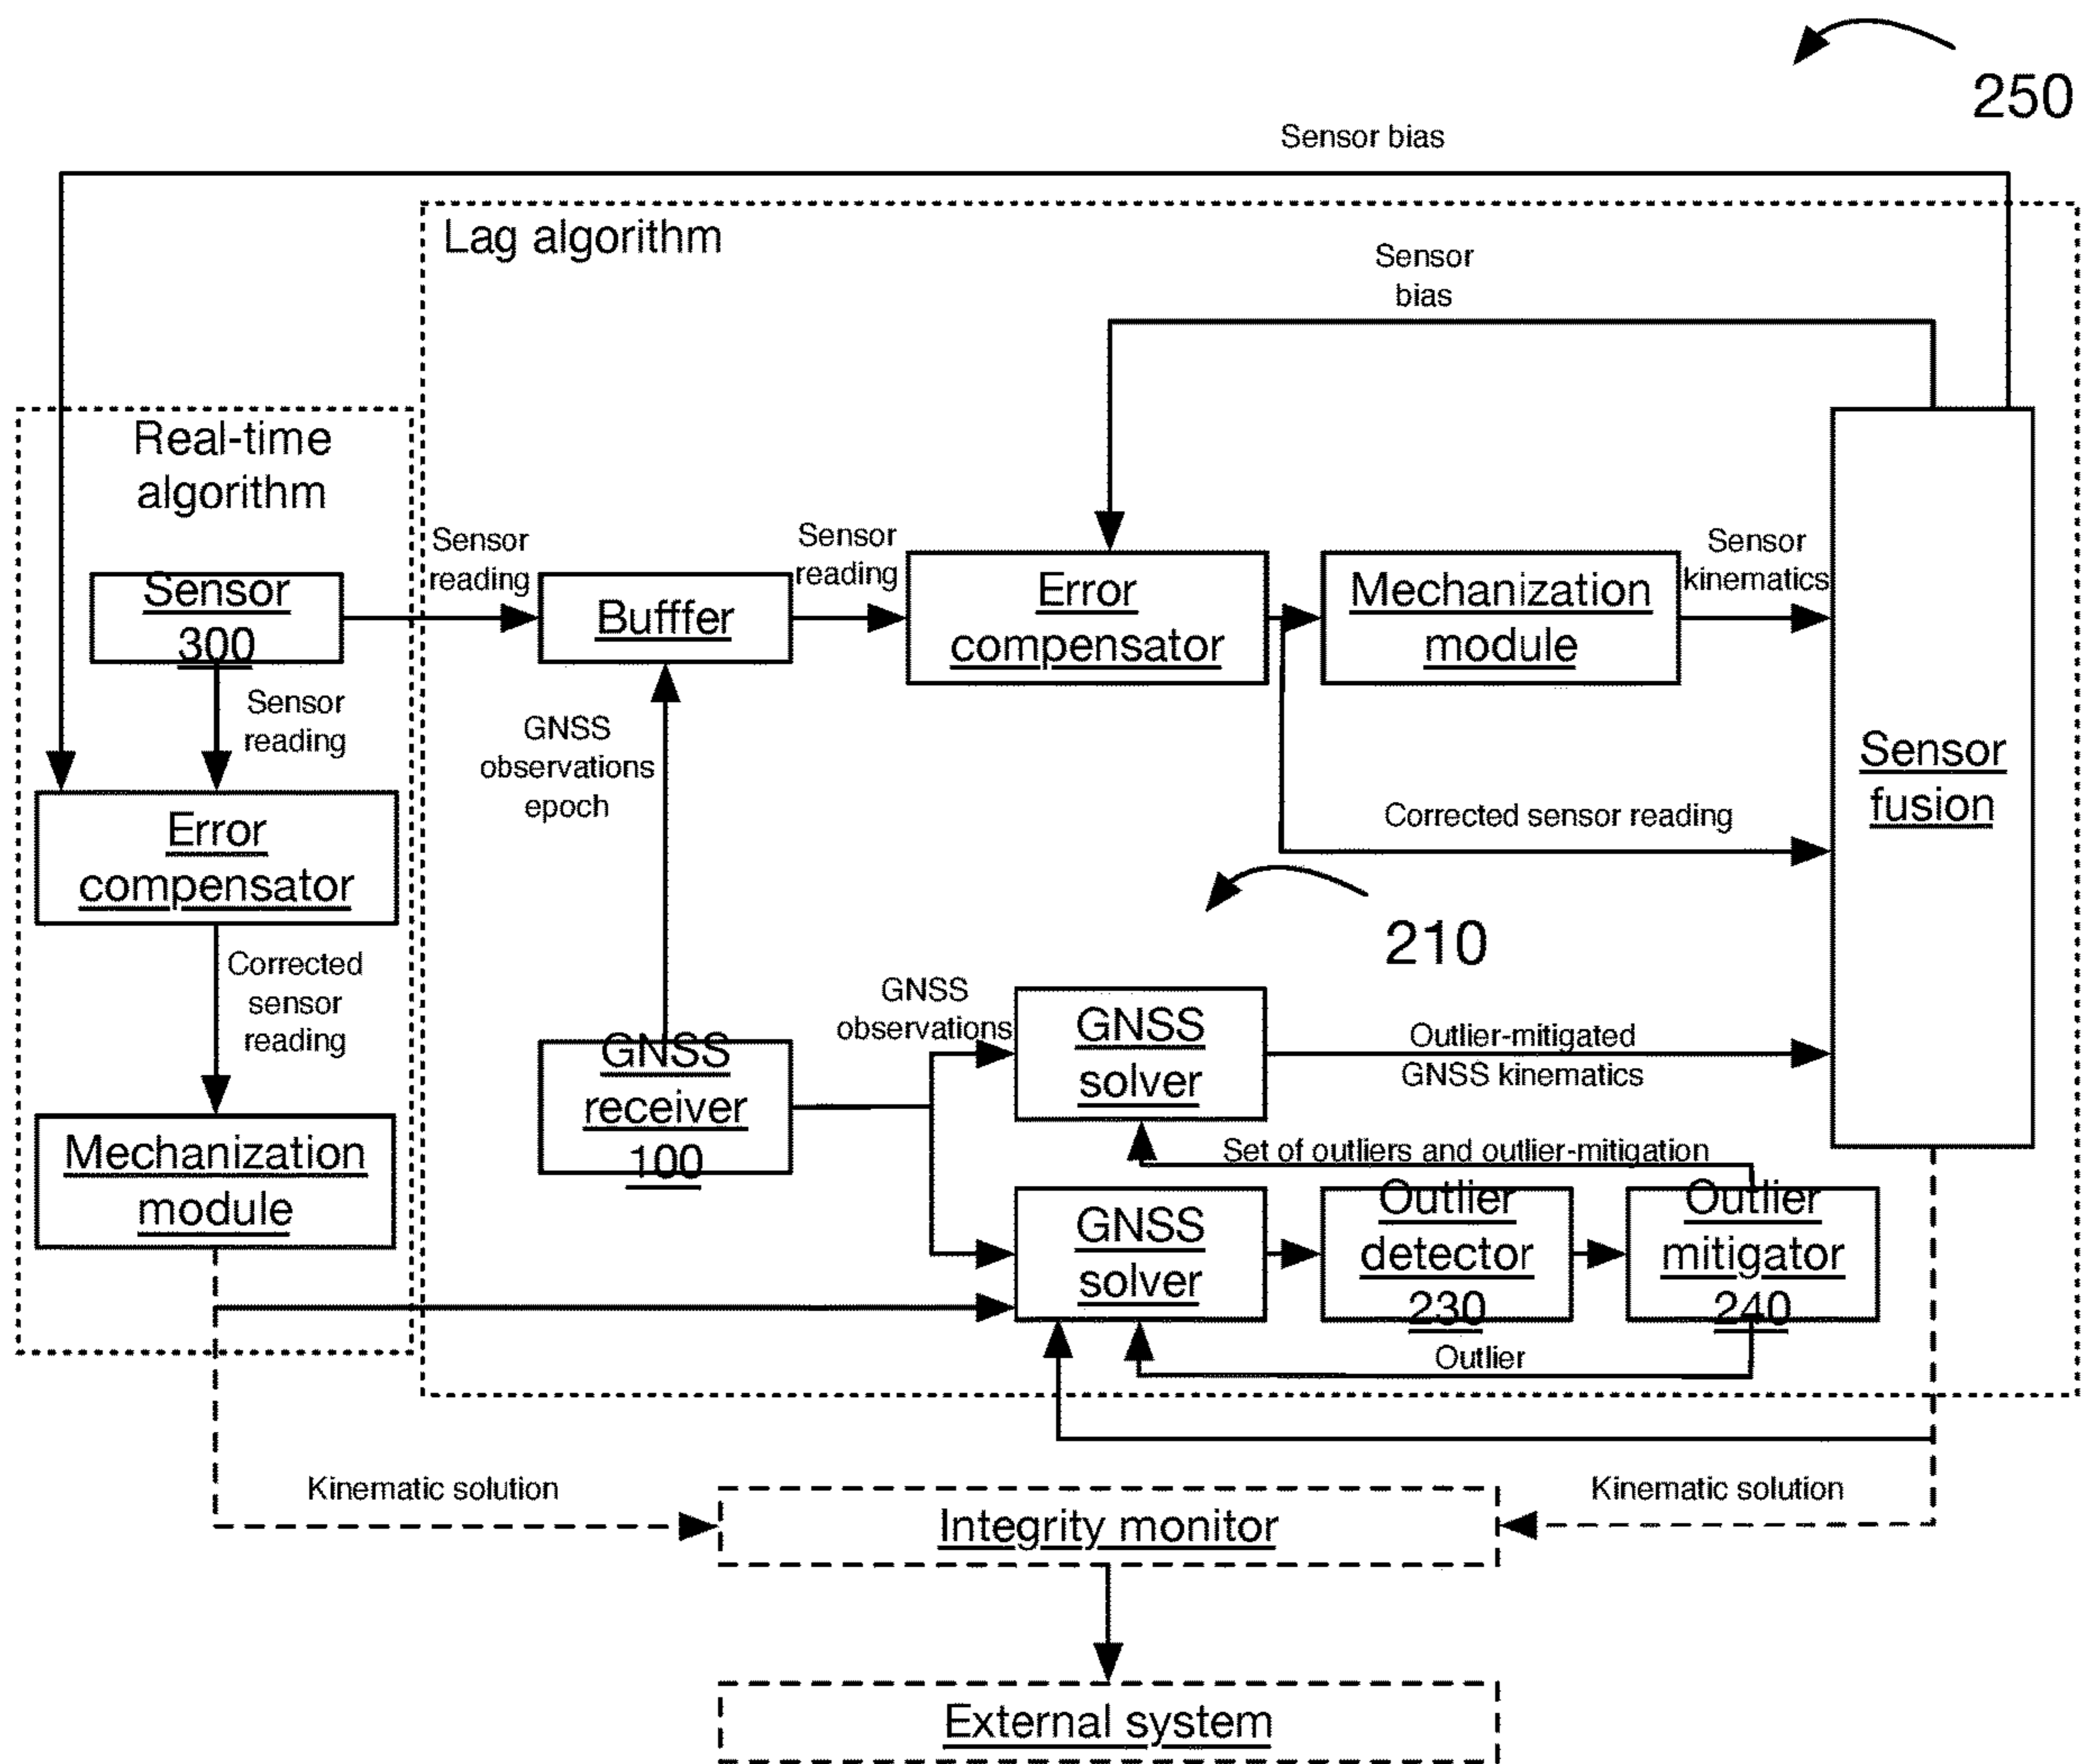 250
Sensor bias
Lag algorithm
Sensor
bias
Real-time
algorithm
Sensor
reading
Sensor
reading
Sensor
kinematics
Sensor
300
Bufffer
Error
compensator
Mechanization
module
Sensor
fusion
Sensor
reading
GNSS
observations
epoch
Corrected sensor reading
Error
compensator
210
Corrected
sensor
reading
GNSS
observations
GNSS
solver
Outlier-mitigated
GNSS kinematics
GNSS
receiver
100
Mechanization
module
Set of outliers and outlier-mitigation
GNSS
solver
Outlier
detector
230
Outlier
mitigator
240
Outlier
Kinematic solution
Kinematic solution
Integrity monitor
External system